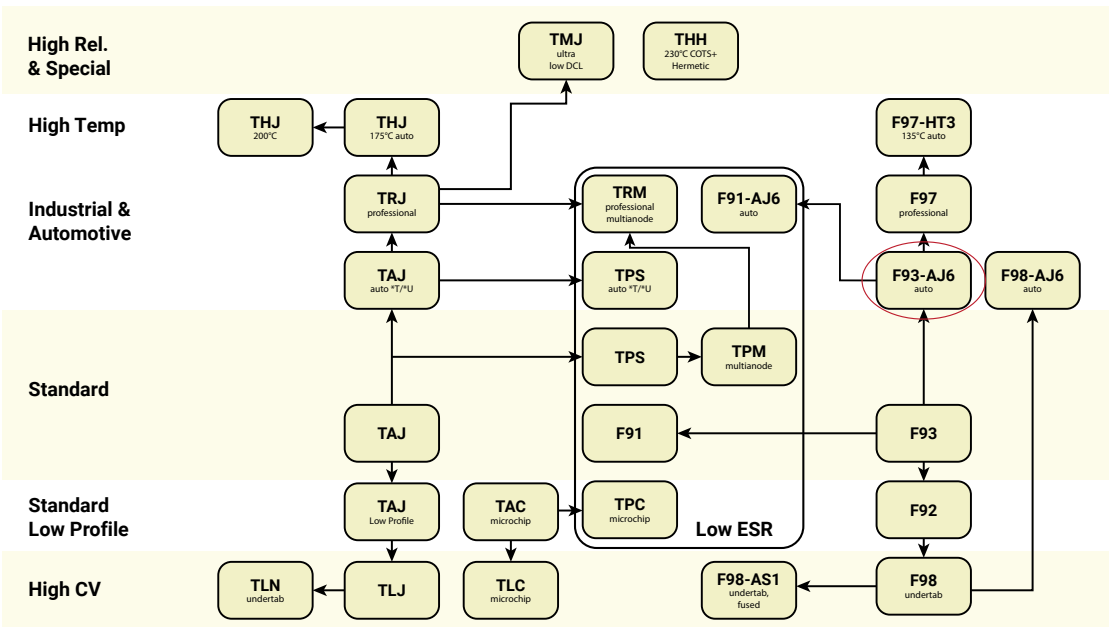 High Rel.
& Special
TMJ
ultra
low DCL
THH
230°C COTS+
Hermetic
High Temp
THJ
200°C
THJ
175°C auto
F97-HT3
135°C auto
Industrial &
Automotive
TRJ
professional
TRM
professional
multianode
F91-AJ6
auto
F97
professional
TAJ
auto *T/*U
TPS
auto *T/*U
F93-AJ6
auto
F98-AJ6
auto
Standard
TPS
TPM
multianode
TAJ
F91
F93
Standard
Low Profile
TAJ
Low Profile
TAC
microchip
TPC
microchip
Low ESR
F92
High CV
TLN
undertab
TLJ
TLC
microchip
F98-AS1
undertab,
fused
F98
undertab